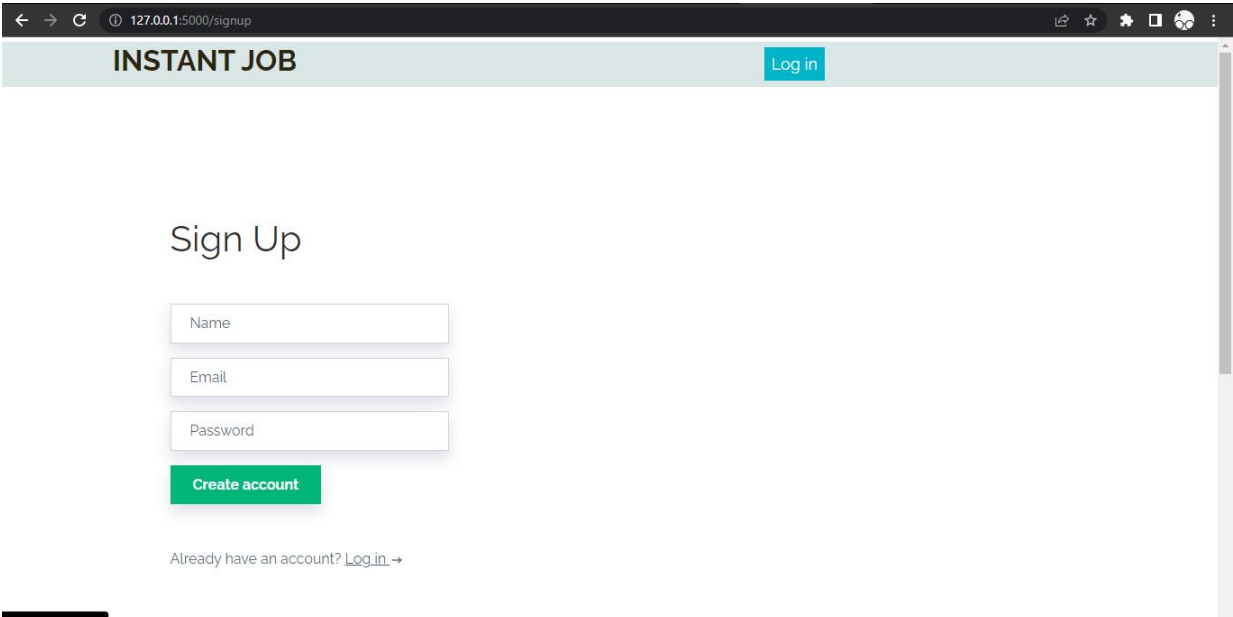 127.0.0.1:5000/signup
INSTANT JOB
Log in
Sign Up
Name
Email
Password
Create account
Already have an account? Log in →